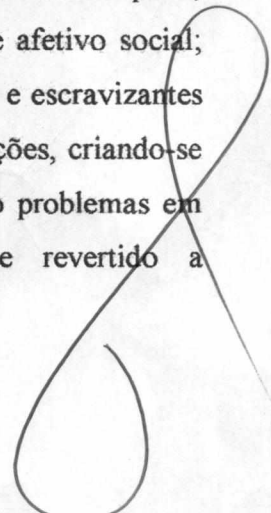 e afetivo social;
e escravizantes
ções, criando-se
o problemas em
e revertido a